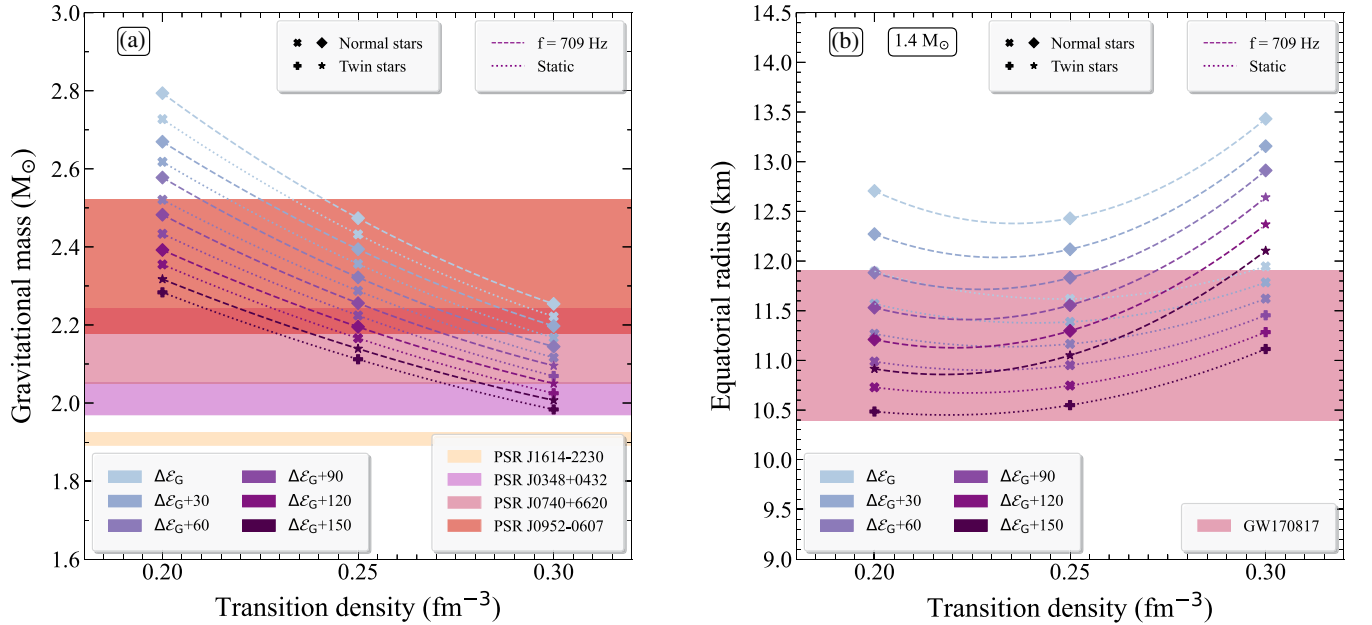 (a)
Normal stars
Twin stars
f = 709 Hz
Static
Gravitational mass (M⊙)
2.8
2.6
2.4
2.2
2.0
1.8
1.6
ΔℰG
ΔℰG+30
ΔℰG+60
ΔℰG+90
ΔℰG+120
ΔℰG+150
PSR J1614-2230
PSR J0348+0432
PSR J0740+6620
PSR J0952-0607
3.0
0.20
0.25
0.30
Transition density (fm⁻³)
(b)
1.4 M⊙
Normal stars
Twin stars
f = 709 Hz
Static
Equatorial radius (km)
14.5
14.0
13.5
13.0
12.5
12.0
11.5
11.0
10.5
10.0
9.5
9.0
ΔℰG
ΔℰG+30
ΔℰG+60
ΔℰG+90
ΔℰG+120
ΔℰG+150
GW170817
0.20
0.25
0.30
Transition density (fm⁻³)